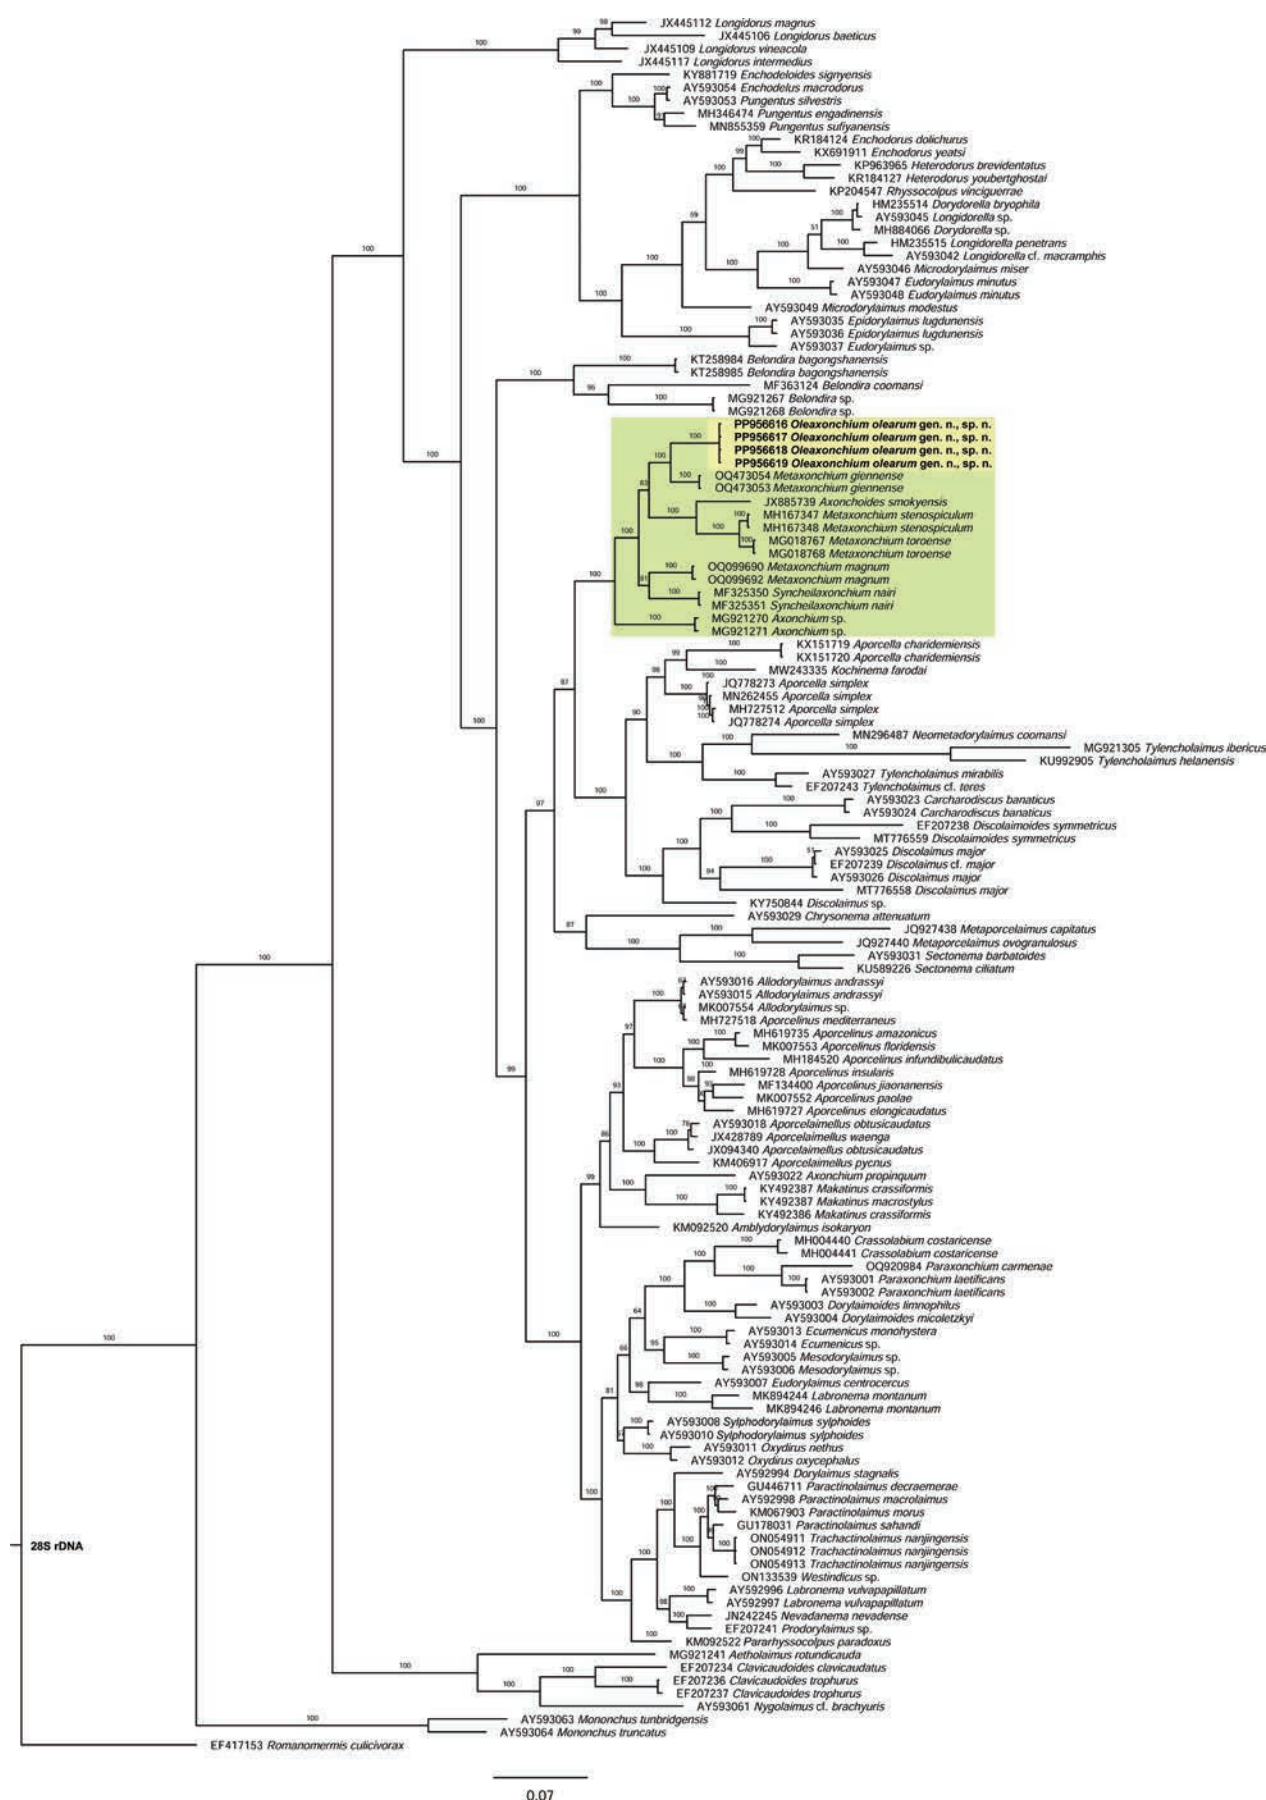 JX445112 Longidorus magnus
JX445106 Longidorus baeticus
JX445109 Longidorus vineacola
JX445117 Longidorus intermedius
KY881719 Enchodeloides signyensis
AY593054 Enchodelus macrodorus
AY593053 Pungentus silvestris
MH346474 Pungentus engadinensis
MN855359 Pungentus sufiyanensis
KR184124 Enchodorus dolichurus
KX691911 Enchodorus yeatsi
KP963965 Heterodorus brevidentatus
KR184127 Heterodorus youbertghostai
KP204547 Rhyssocolpus vinciguerrae
HM235514 Dorydorella bryophila
AY593045 Longidorella sp.
MH884066 Dorydorella sp.
HM235515 Longidorella penetrans
AY593042 Longidorella cf. macramphis
AY593046 Microdorylaimus miser
AY593047 Eudorylaimus minutus
AY593048 Eudorylaimus minutus
AY593049 Microdorylaimus modestus
AY593035 Epidorylaimus lugdunensis
AY593036 Epidorylaimus lugdunensis
AY593037 Eudorylaimus sp.
KT258984 Belondira bagongshanensis
KT258985 Belondira bagongshanensis
MF363124 Belondira coomansi
MG921267 Belondira sp.
MG921268 Belondira sp.
PP956616 Oleaxonchium olearum gen. n., sp. n.
PP956617 Oleaxonchium olearum gen. n., sp. n.
PP956618 Oleaxonchium olearum gen. n., sp. n.
PP956619 Oleaxonchium olearum gen. n., sp. n.
OQ473054 Metaxonchium giennense
OQ473053 Metaxonchium giennense
JX885739 Axonchoides smokyensis
MH167347 Metaxonchium stenospiculum
MH167348 Metaxonchium stenospiculum
MG018767 Metaxonchium toroense
MG018768 Metaxonchium toroense
OQ099690 Metaxonchium magnum
OQ099692 Metaxonchium magnum
MF325350 Syncheilaxonchium nairi
MF325351 Syncheilaxonchium nairi
MG921270 Axonchium sp.
MG921271 Axonchium sp.
KX151719 Aporcella charidemiensis
KX151720 Aporcella charidemiensis
MW243335 Kochinema farodai
JQ778273 Aporcella simplex
MN262455 Aporcella simplex
MH727512 Aporcella simplex
JQ778274 Aporcella simplex
MN296487 Neometadorylaimus coomansi
MG921305 Tylencholaimus ibericus
KU992905 Tylencholaimus helanensis
AY593027 Tylencholaimus mirabilis
EF207243 Tylencholaimus cf. teres
AY593023 Carcharodiscus banaticus
AY593024 Carcharodiscus banaticus
EF207238 Discolaimoides symmetricus
MT776559 Discolaimoides symmetricus
AY593025 Discolaimus major
EF207239 Discolaimus cf. major
AY593026 Discolaimus major
MT776558 Discolaimus major
KY750844 Discolaimus sp.
AY593029 Chrysonema attenuatum
JQ927438 Metaporcelaimus capitatus
JQ927440 Metaporcelaimus ovogranulosus
AY593031 Sectonema barbatoides
KU589226 Sectonema ciliatum
AY593016 Allodorylaimus andrassyi
AY593015 Allodorylaimus andrassyi
MK007554 Allodorylaimus sp.
MH727518 Aporcelinus mediterraneus
MH619735 Aporcelinus amazonicus
MK007553 Aporcelinus floridensis
MH184520 Aporcelinus infundibulicaudatus
MH619728 Aporcelinus insularis
MF134400 Aporcelinus jiaonanensis
MK007552 Aporcelinus paolae
MH619727 Aporcelinus elongicaudatus
AY593018 Aporcelaimellus obtusicaudatus
JX428789 Aporcelaimellus waenga
JX094340 Aporcelaimellus obtusicaudatus
KM406917 Aporcelaimellus pycnus
AY593022 Axonchium propinquum
KY492387 Makatinus crassiformis
KY492387 Makatinus macrostylus
KY492386 Makatinus crassiformis
KM092520 Amblydorylaimus isokaryon
MH004440 Crassolabium costaricense
MH004441 Crassolabium costaricense
OQ920984 Paraxonchium carmenae
AY593001 Paraxonchium laetificans
AY593002 Paraxonchium laetificans
AY593003 Dorylaimoides limnophilus
AY593004 Dorylaimoides micoletzkyi
AY593013 Ecumenicus monohystera
AY593014 Ecumenicus sp.
AY593005 Mesodorylaimus sp.
AY593006 Mesodorylaimus sp.
AY593007 Eudorylaimus centrocercus
MK894244 Labronema montanum
MK894246 Labronema montanum
AY593008 Sylphodorylaimus sylphoides
AY593010 Sylphodorylaimus sylphoides
AY593011 Oxydirus nethus
AY593012 Oxydirus oxycephalus
AY592994 Dorylaimus stagnalis
GU446711 Paractinolaimus decraemerae
AY592998 Paractinolaimus macrolaimus
KM067903 Paractinolaimus morus
GU178031 Paractinolaimus sahandi
ON054911 Trachactinolaimus nanjingensis
ON054912 Trachactinolaimus nanjingensis
ON054913 Trachactinolaimus nanjingensis
ON133539 Westindicus sp.
AY592996 Labronema vulvapapillatum
AY592997 Labronema vulvapapillatum
JN242245 Nevadanema nevadense
EF207241 Prodorylaimus sp.
KM092522 Pararhyssocolpus paradoxus
MG921241 Aetholaimus rotundicauda
EF207234 Clavicaudoides clavicaudatus
EF207236 Clavicaudoides trophurus
EF207237 Clavicaudoides trophurus
AY593061 Nygolaimus cf. brachyuris
AY593063 Mononchus tunbridgensis
AY593064 Mononchus truncatus
EF417153 Romanomermis culicivorax
28S rDNA
0.07